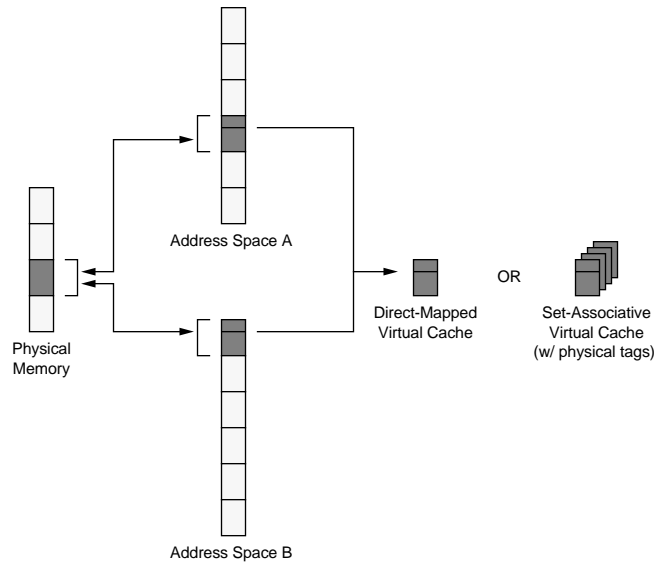 Address Space A
OR
Direct-Mapped
Virtual Cache
Set-Associative
Virtual Cache
(w/ physical tags)
Physical
Memory
Address Space B